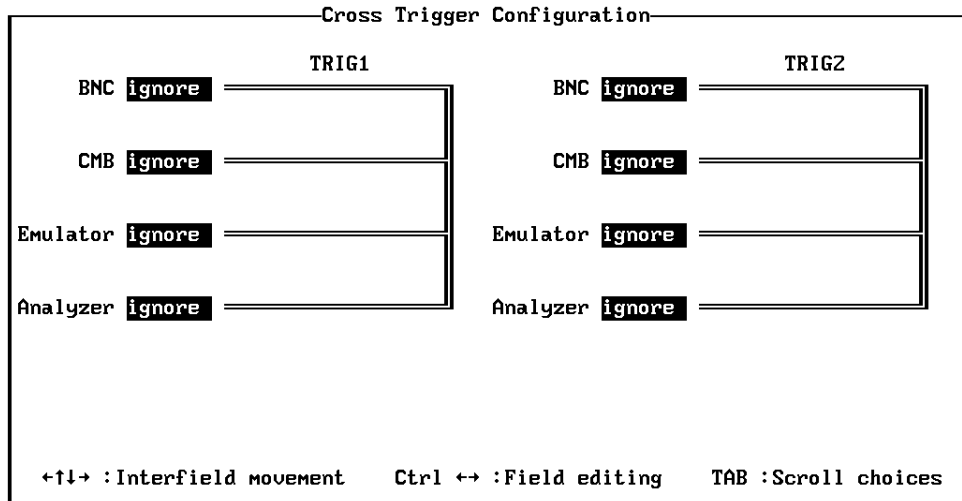 Cross Trigger Configuration
TRIG1 TRIG2
BNC ignore BNC ignore
CMB ignore CMB ignore
Emulator ignore Emulator ignore
Analyzer ignore Analyzer ignore
←↑↓→ :Interfield movement Ctrl ↔ :Field editing TAB :Scroll choices